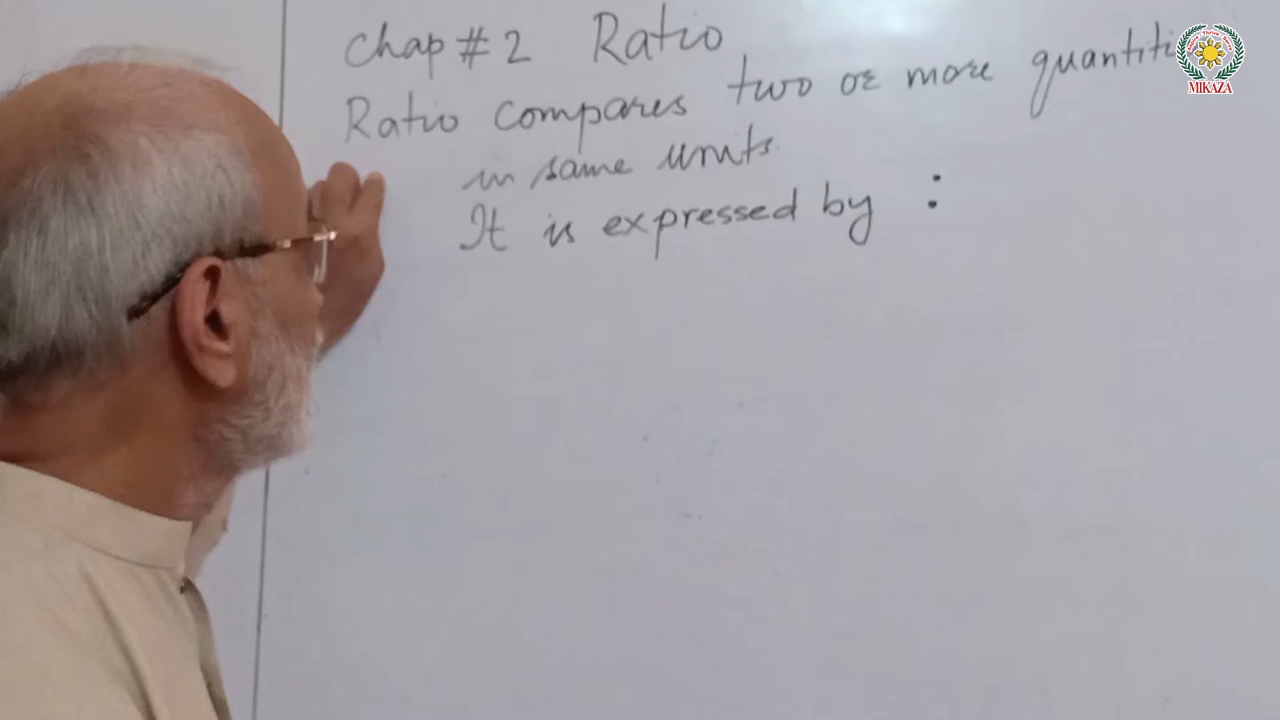 Chap # 2 Ratio
Ratio compares two or more quantiti
in same units.
It is expressed by :
MIKAZA